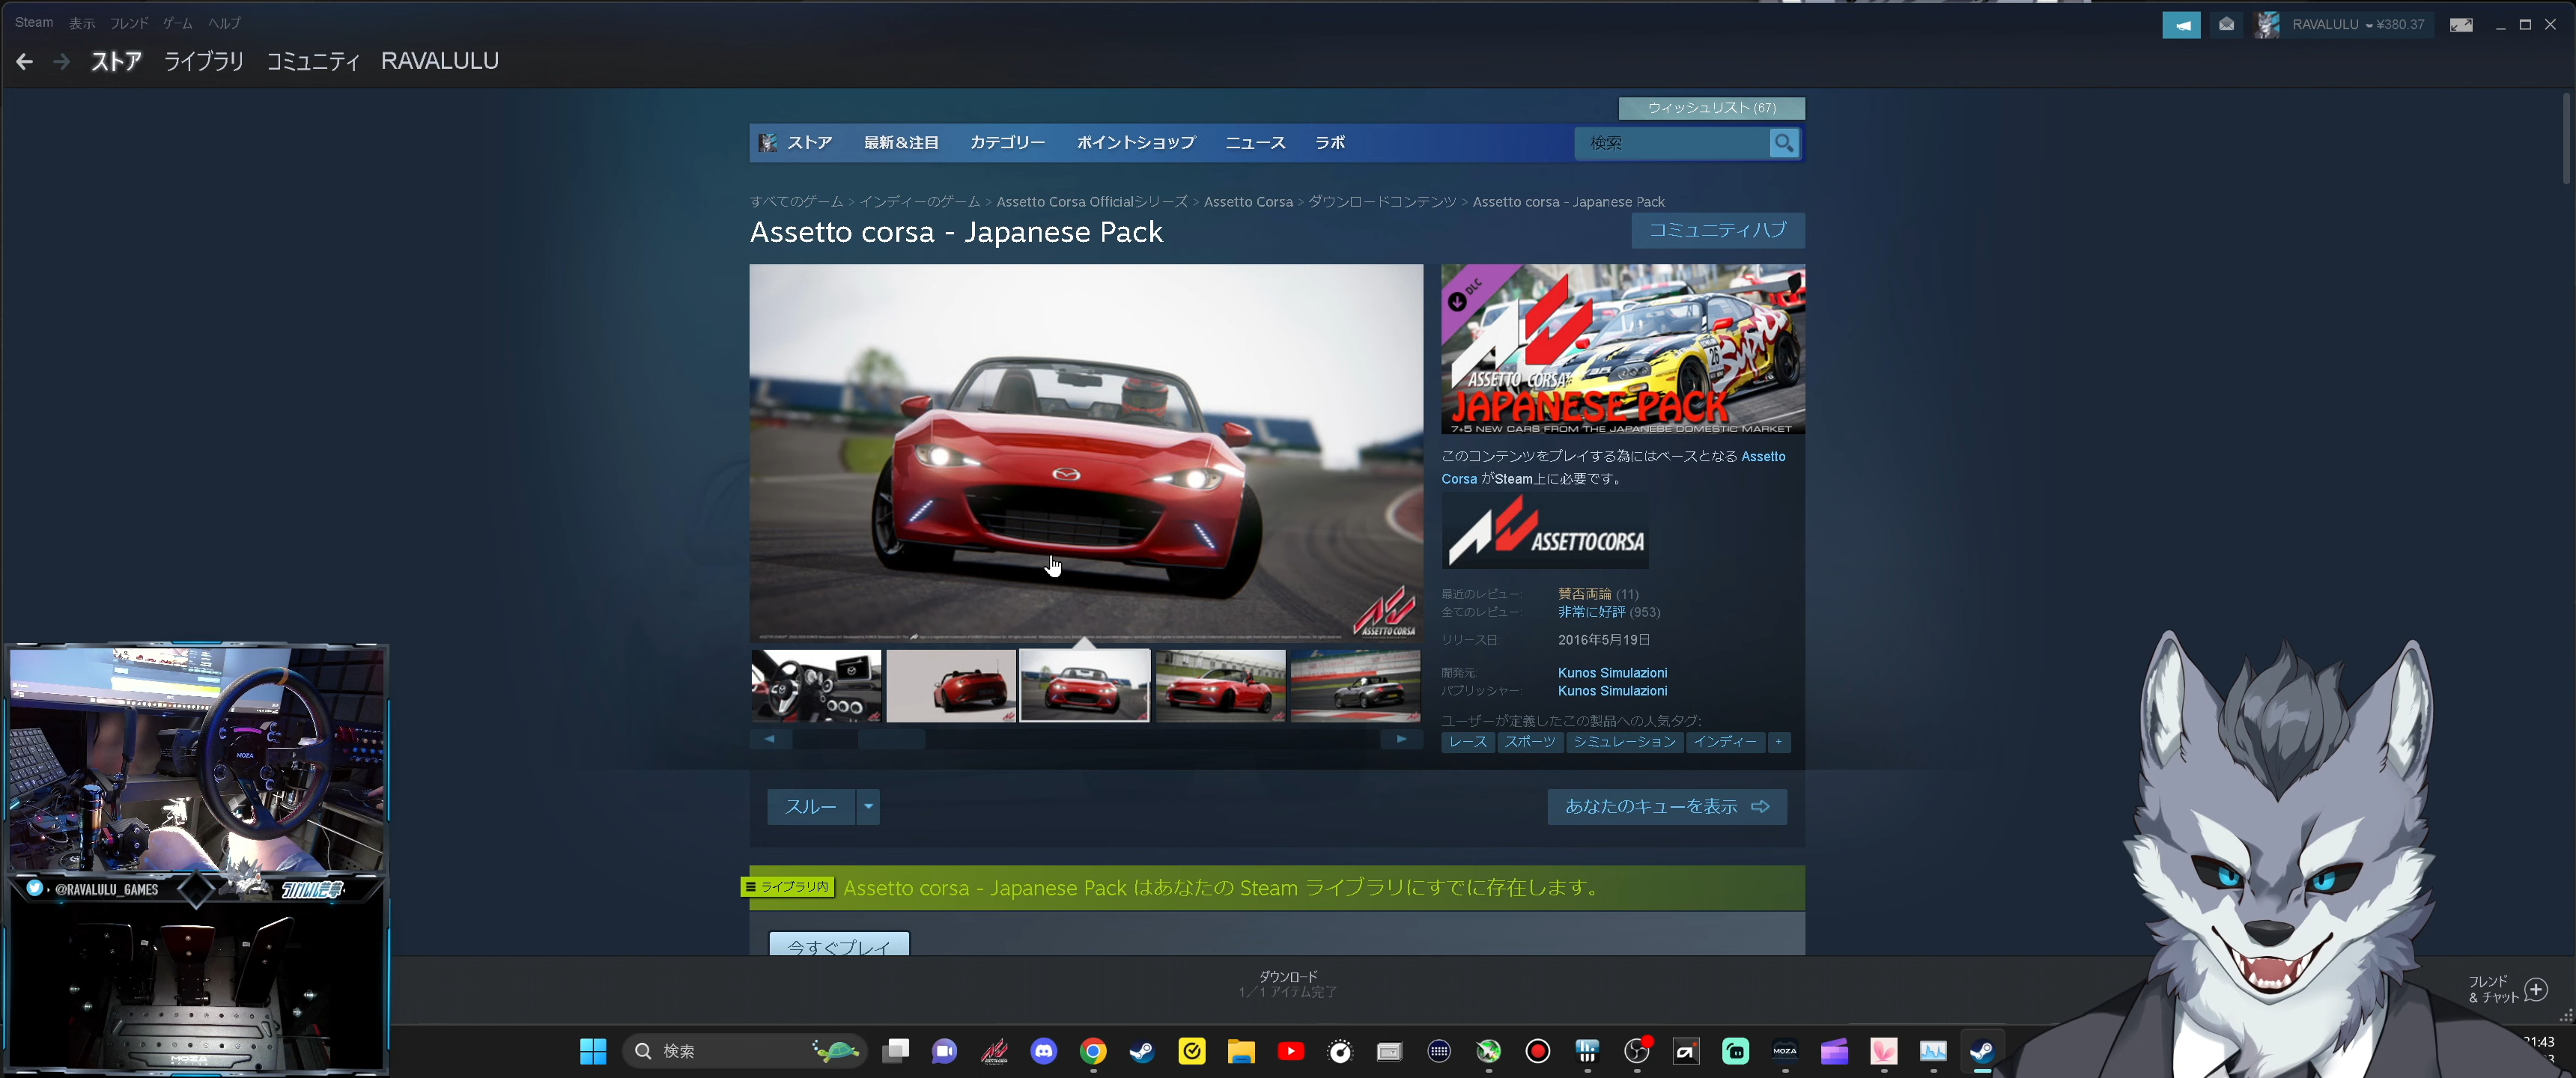 Steam 表示 フレンド ゲーム ヘルプ
RAVALULU ¥380.37
ストア ライブラリ コミュニティ RAVALULU
ウィッシュリスト (67)
ストア 最新&注目 カテゴリー ポイントショップ ニュース ラボ 検索
すべてのゲーム > インディーのゲーム > Assetto Corsa Officialシリーズ > Assetto Corsa > ダウンロードコンテンツ > Assetto corsa - Japanese Pack
Assetto corsa - Japanese Pack
コミュニティハブ
DLC
26
ASSETTO CORSA
JAPANESE PACK
7+5 NEW CARS FROM THE JAPANESE DOMESTIC MARKET
このコンテンツをプレイする為にはベースとなる Assetto
Corsa がSteam上に必要です。
ASSETTO CORSA
ASSETTO CORSA
最近のレビュー: 賛否両論 (11)
全てのレビュー: 非常に好評 (953)
リリース日: 2016年5月19日
開発元: Kunos Simulazioni
パブリッシャー: Kunos Simulazioni
ユーザーが定義したこの製品への人気タグ:
レース スポーツ シミュレーション インディー +
スルー
あなたのキューを表示
ライブラリ内 Assetto corsa - Japanese Pack はあなたの Steam ライブラリにすでに存在します。
今すぐプレイ
MOZA
@RAVALULU_GAMES
MOZA
ダウンロード
1/1 アイテム完了
フレンド
& チャット
検索
MOZA
21:43